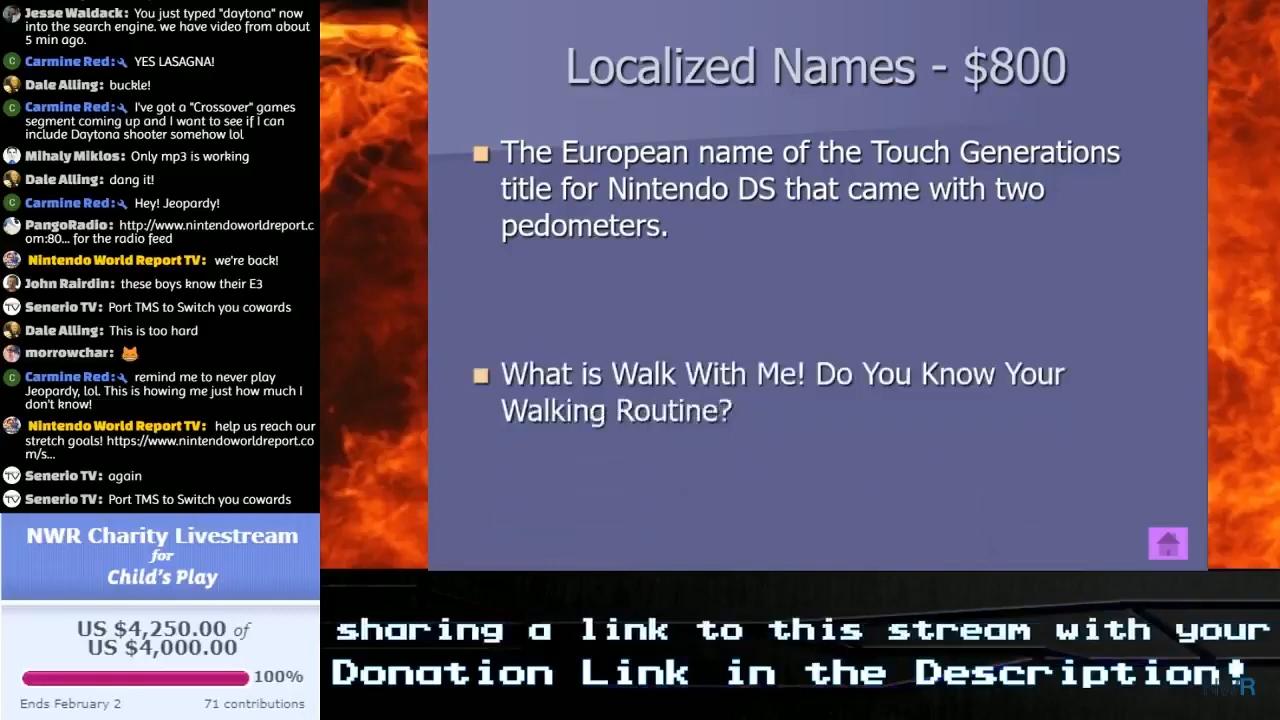 Jesse Waldack: You just typed "daytona" now
into the search engine. we have video from about
5 min ago.
C Carmine Red: YES LASAGNA!
Dale Alling: buckle!
C Carmine Red: I've got a "Crossover" games
segment coming up and I want to see if I can
include Daytona shooter somehow lol
Mihaly Miklos: Only mp3 is working
Dale Alling: dang it!
C Carmine Red: Hey! Jeopardy!
PangoRadio: http://www.nintendoworldreport.c
om:80... for the radio feed
Nintendo World Report TV: we're back!
John Rairdin: these boys know their E3
TV Senerio TV: Port TMS to Switch you cowards
Dale Alling: This is too hard
morrowchar:
C Carmine Red: remind me to never play
Jeopardy, lol. This is howing me just how much I
don't know!
Nintendo World Report TV: help us reach our
stretch goals! https://www.nintendoworldreport.co
m/s...
TV Senerio TV: again
TV Senerio TV: Port TMS to Switch you cowards
NWR Charity Livestream
for
Child's Play
US $4,250.00 of
US $4,000.00
100%
Ends February 2 71 contributions
Localized Names - $800
The European name of the Touch Generations
title for Nintendo DS that came with two
pedometers.
What is Walk With Me! Do You Know Your
Walking Routine?
sharing a link to this stream with your
Donation Link in the Description!
NWR